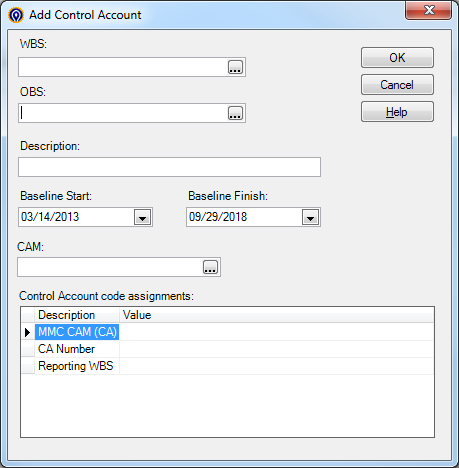 Add Control Account
WBS:
...
OK
Cancel
OBS:
...
Help
Description:
Baseline Start: Baseline Finish:
03/14/2013 09/29/2018
CAM:
...
Control Account code assignments:
Description Value
MMC CAM (CA)
CA Number
Reporting WBS